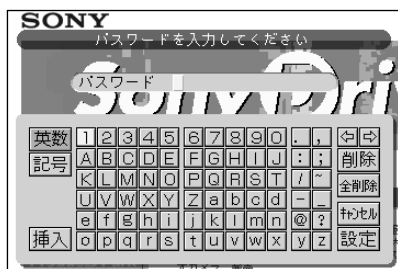 SONY
パスワードを入力してください
パスワード
英数 1 2 3 4 5 6 7 8 9 0 . , ⇦ ⇨
記号 A B C D E F G H I J : ; 削除
K L M N O P Q R S T / ~ 全削除
U V W X Y Z a b c d - _ ｷｬﾝｾﾙ
e f g h i j k l m n @ ?
挿入 o p q r s t u v w x y z 設定